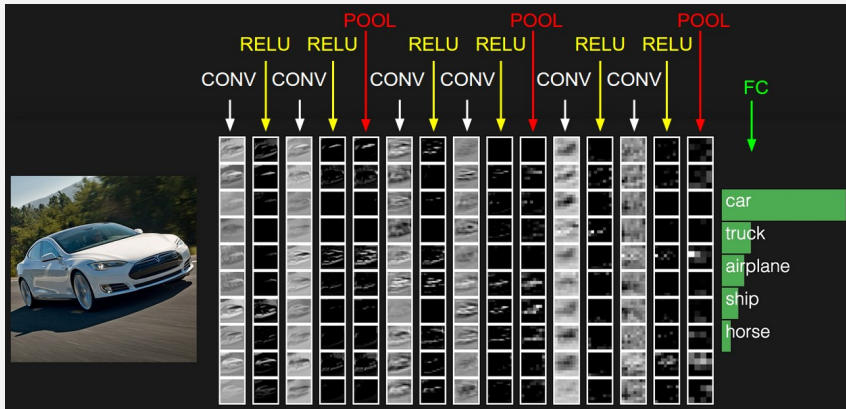 POOL POOL POOL
RELU RELU RELU RELU RELU RELU
CONV CONV CONV CONV CONV CONV
FC
car
truck
airplane
ship
horse